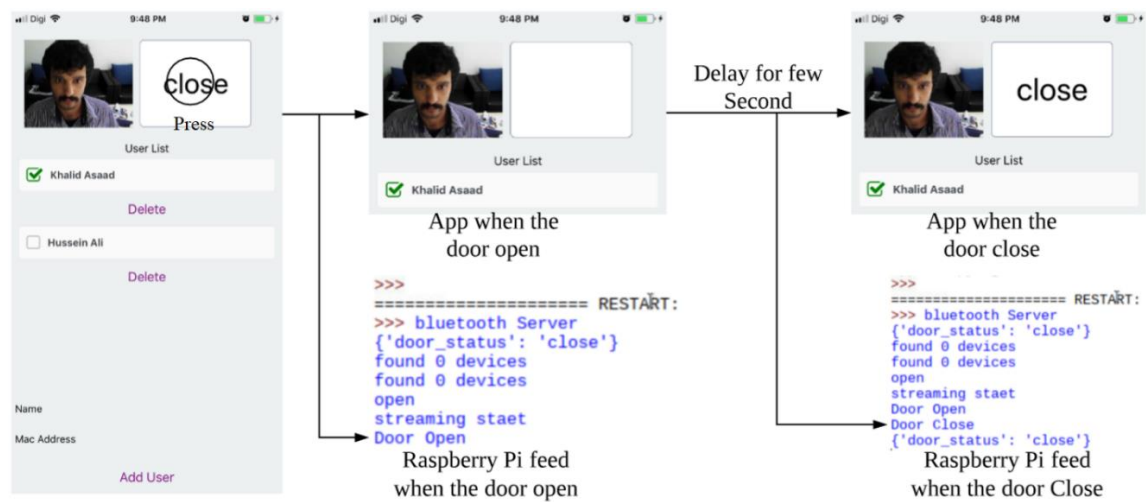 Digi 9:48 PM
close
Press
User List
Khalid Asaad
Delete
Hussein Ali
Delete
Name
Mac Address
Add User
Digi 9:48 PM
User List
Khalid Asaad
App when the
door open
>>>
====================== RESTART:
>>> bluetooth Server
{'door_status': 'close'}
found 0 devices
found 0 devices
open
streaming staet
Door Open
Raspberry Pi feed
when the door open
Delay for few
Second
Digi 9:48 PM
close
User List
Khalid Asaad
App when the
door close
>>>
====================== RESTART:
>>> bluetooth Server
{'door_status': 'close'}
found 0 devices
found 0 devices
open
streaming staet
Door Open
Door Close
{'door_status': 'close'}
Raspberry Pi feed
when the door Close